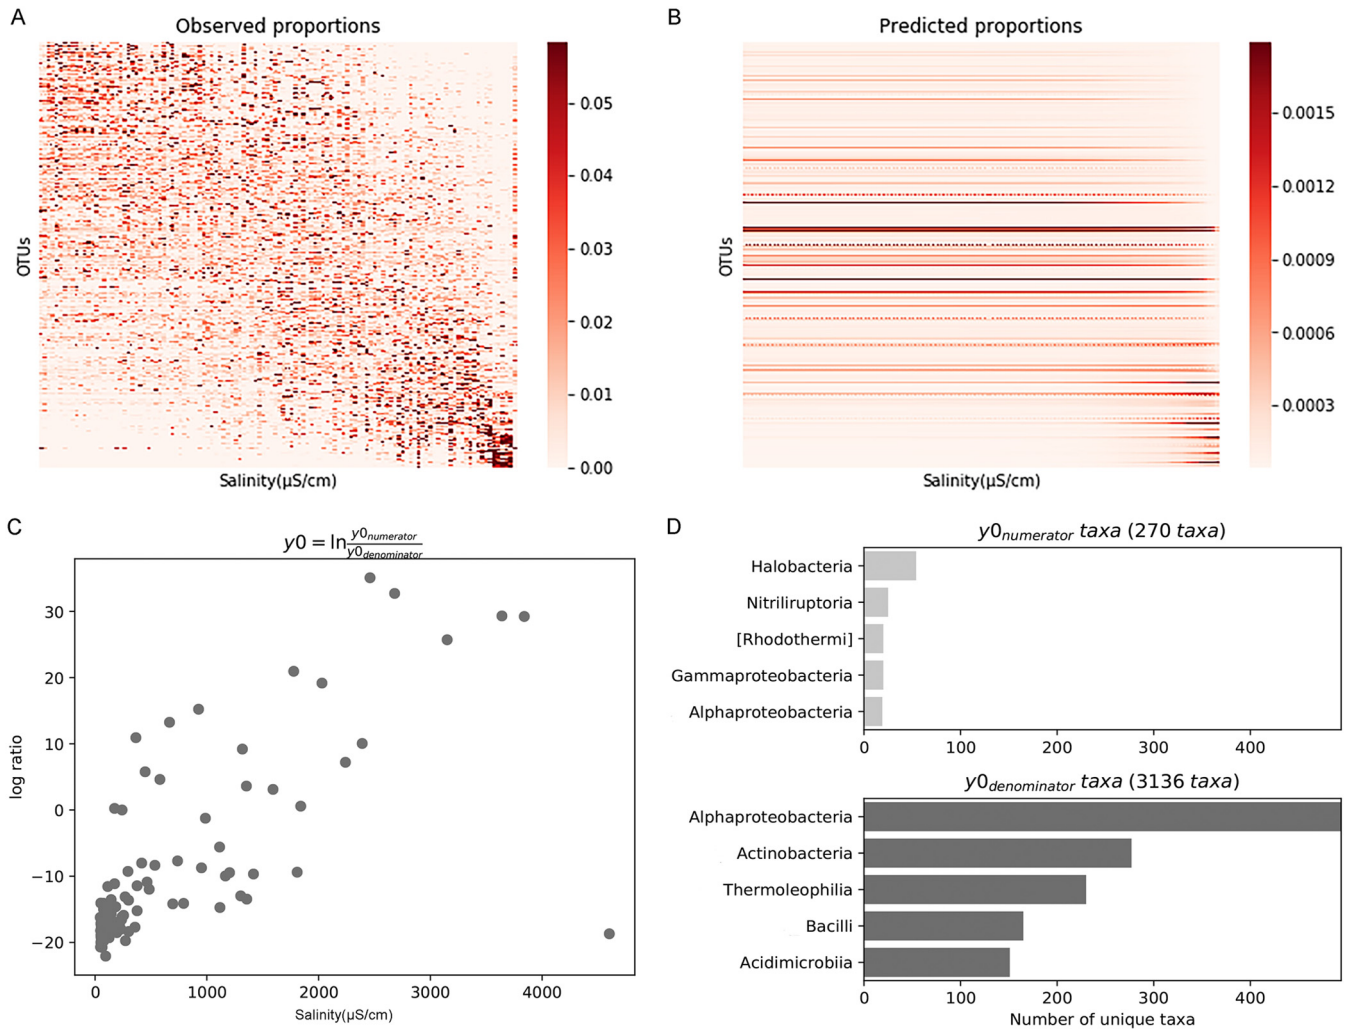 A
Observed proportions
OTUs
Salinity(µS/cm)
0.05
0.04
0.03
0.02
0.01
0.00
B
Predicted proportions
OTUs
Salinity(µS/cm)
0.0015
0.0012
0.0009
0.0006
0.0003
C
y0 = ln y0numerator / y0denominator
log ratio
30
20
10
0
−10
−20
0 1000 2000 3000 4000
Salinity(µS/cm)
D
y0numerator taxa (270 taxa)
Halobacteria
Nitriliruptoria
[Rhodothermi]
Gammaproteobacteria
Alphaproteobacteria
0 100 200 300 400
y0denominator taxa (3136 taxa)
Alphaproteobacteria
Actinobacteria
Thermoleophilia
Bacilli
Acidimicrobiia
0 100 200 300 400
Number of unique taxa